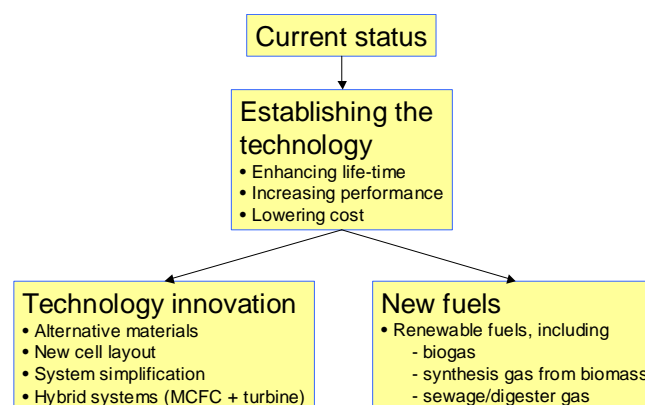 Current status
Establishing the
technology
• Enhancing life-time
• Increasing performance
• Lowering cost
Technology innovation
• Alternative materials
• New cell layout
• System simplification
• Hybrid systems (MCFC + turbine)
New fuels
• Renewable fuels, including
- biogas
- synthesis gas from biomass
- sewage/digester gas